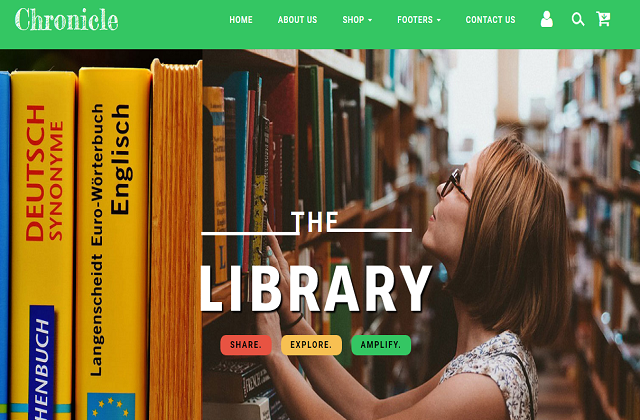 Chronicle
HOME
ABOUT US
SHOP
FOOTERS
CONTACT US
DEUTSCH
SYNONYME
HENBUCH
Langenscheidt Euro-Wörterbuch
Englisch
THE
LIBRARY
SHARE.
EXPLORE.
AMPLIFY.